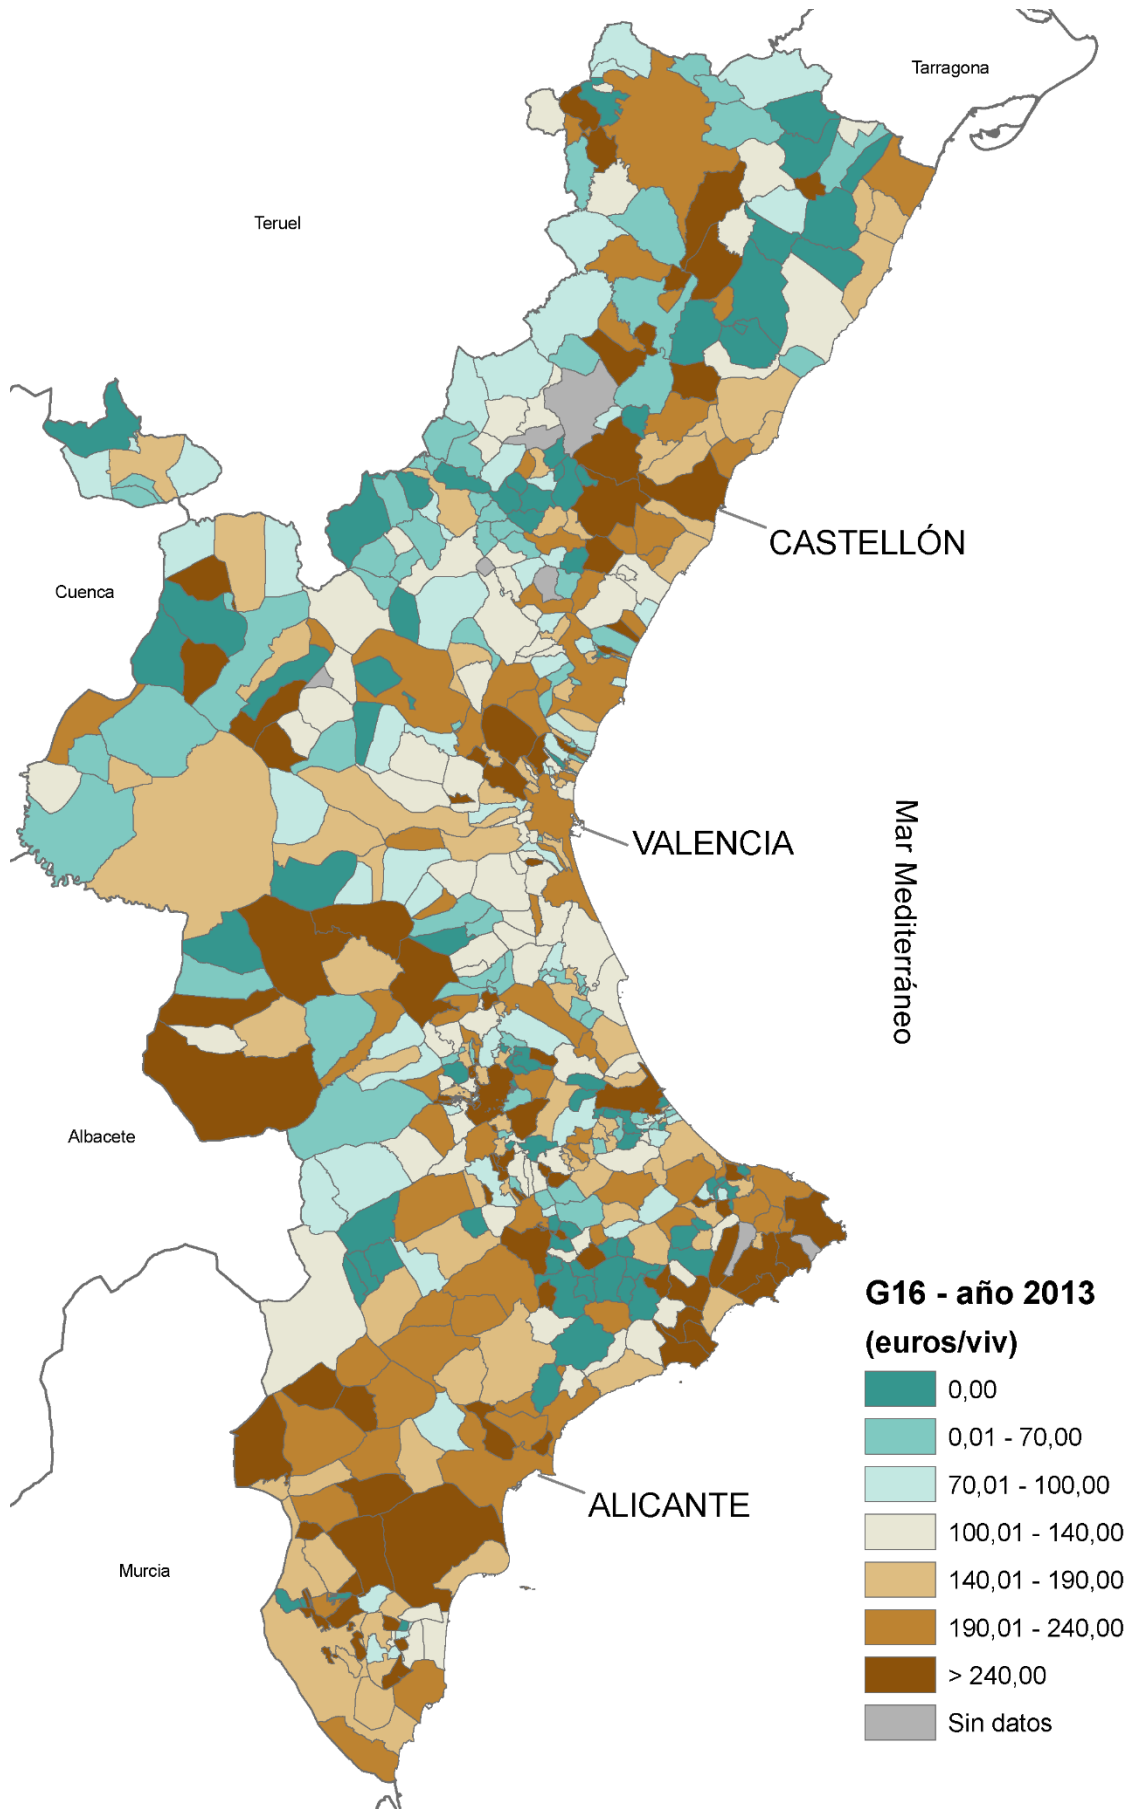 Tarragona
Teruel
CASTELLÓN
Cuenca
Mar Mediterráneo
VALENCIA
Albacete
G16 - año 2013
(euros/viv)
0,00
0,01 - 70,00
70,01 - 100,00
100,01 - 140,00
140,01 - 190,00
190,01 - 240,00
> 240,00
Sin datos
ALICANTE
Murcia